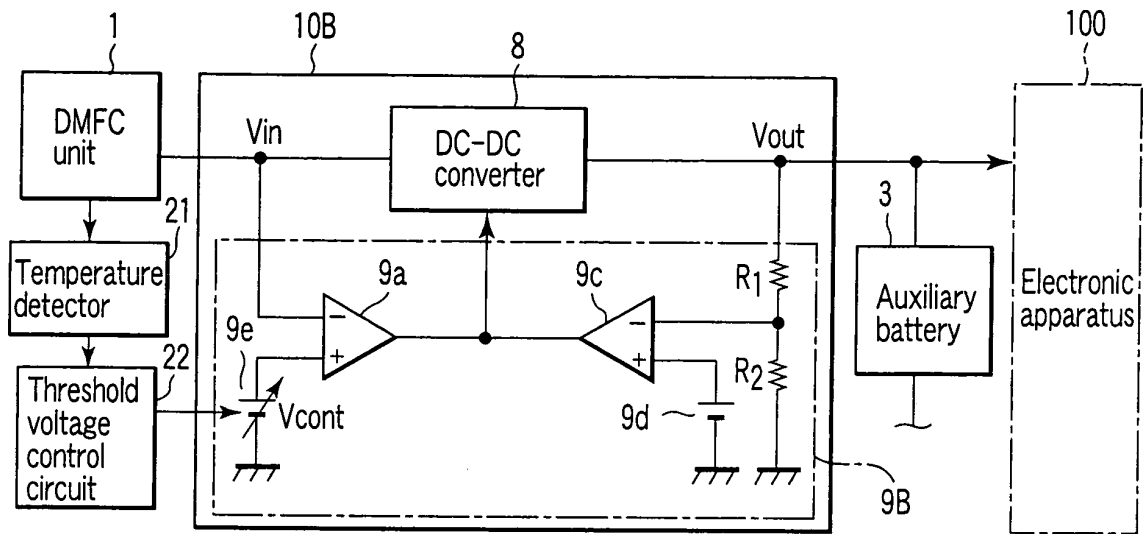 1
10B
8
100
DMFC
unit
Vin
DC-DC
converter
Vout
21
3
Temperature
detector
9a
9c
R1
Auxiliary
battery
Electronic
apparatus
9e
22
−
+
−
+
R2
Threshold
voltage
control
circuit
Vcont
9d
9B